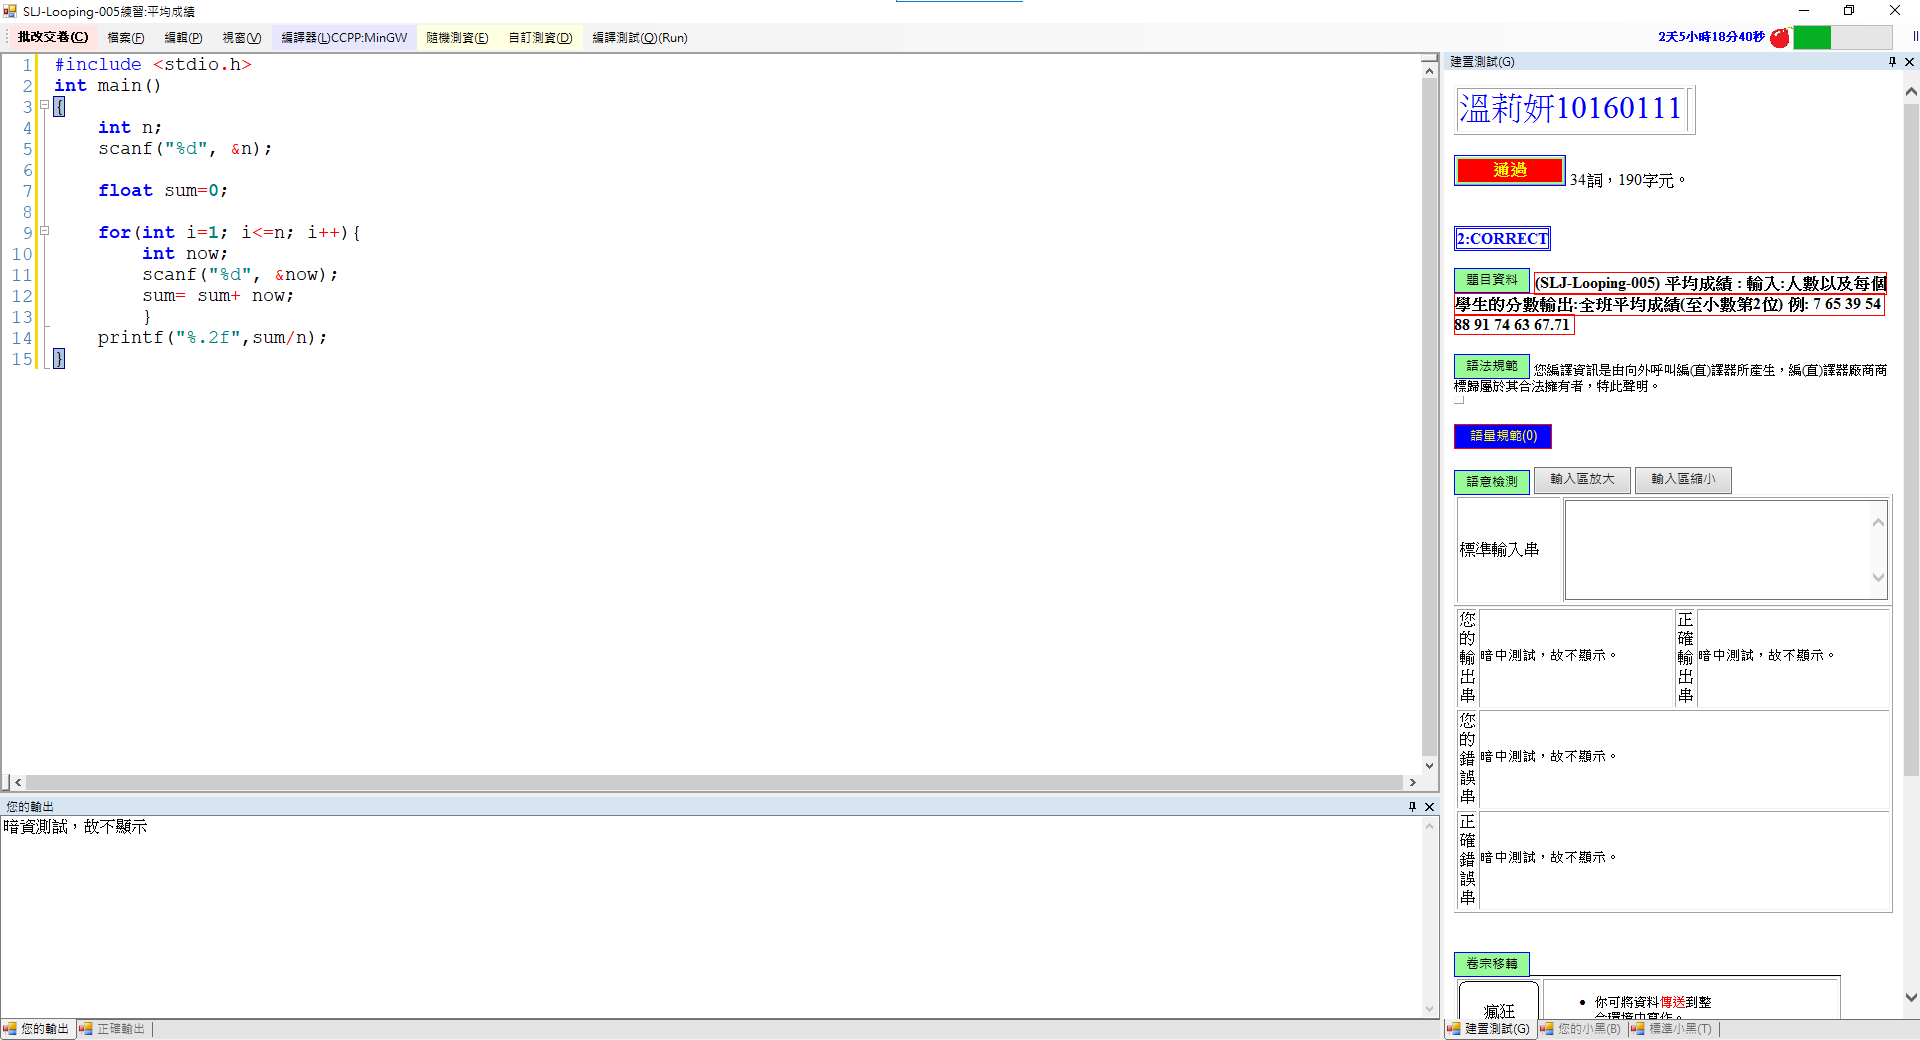 SLJ-Looping-005練習:平均成績
批改交卷(C) 檔案(F) 編輯(P) 視窗(V) 編譯器(L)CCPP:MinGW 隨機測資(E) 自訂測資(D) 編譯測試(Q)(Run) 2天5小時18分40秒
1 #include <stdio.h>
2 int main()
3 {
4 int n;
5 scanf("%d", &n);
6
7 float sum=0;
8
9 for(int i=1; i<=n; i++){
10 int now;
11 scanf("%d", &now);
12 sum= sum+ now;
13 }
14 printf("%.2f",sum/n);
15 }
您的輸出
暗資測試，故不顯示
您的輸出 正確輸出
建置測試(G)
溫莉妍10160111
通過 34詞，190字元。
2:CORRECT
題目資料 (SLJ-Looping-005) 平均成績 : 輸入:人數以及每個
學生的分數輸出:全班平均成績(至小數第2位) 例: 7 65 39 54
88 91 74 63 67.71
語法規範 您編譯資訊是由向外呼叫編(直)譯器所產生，編(直)譯器廠商商
標歸屬於其合法擁有者，特此聲明。
語量規範(0)
語意檢測 輸入區放大 輸入區縮小
標準輸入串
您的輸出串 暗中測試，故不顯示。 正確輸出串 暗中測試，故不顯示。
您的錯誤串 暗中測試，故不顯示。
正確錯誤串 暗中測試，故不顯示。
卷宗移轉
瘋狂 • 你可將資料傳送到整
合環境中寫作。
建置測試(G) 您的小黑(B) 標準小黑(T)